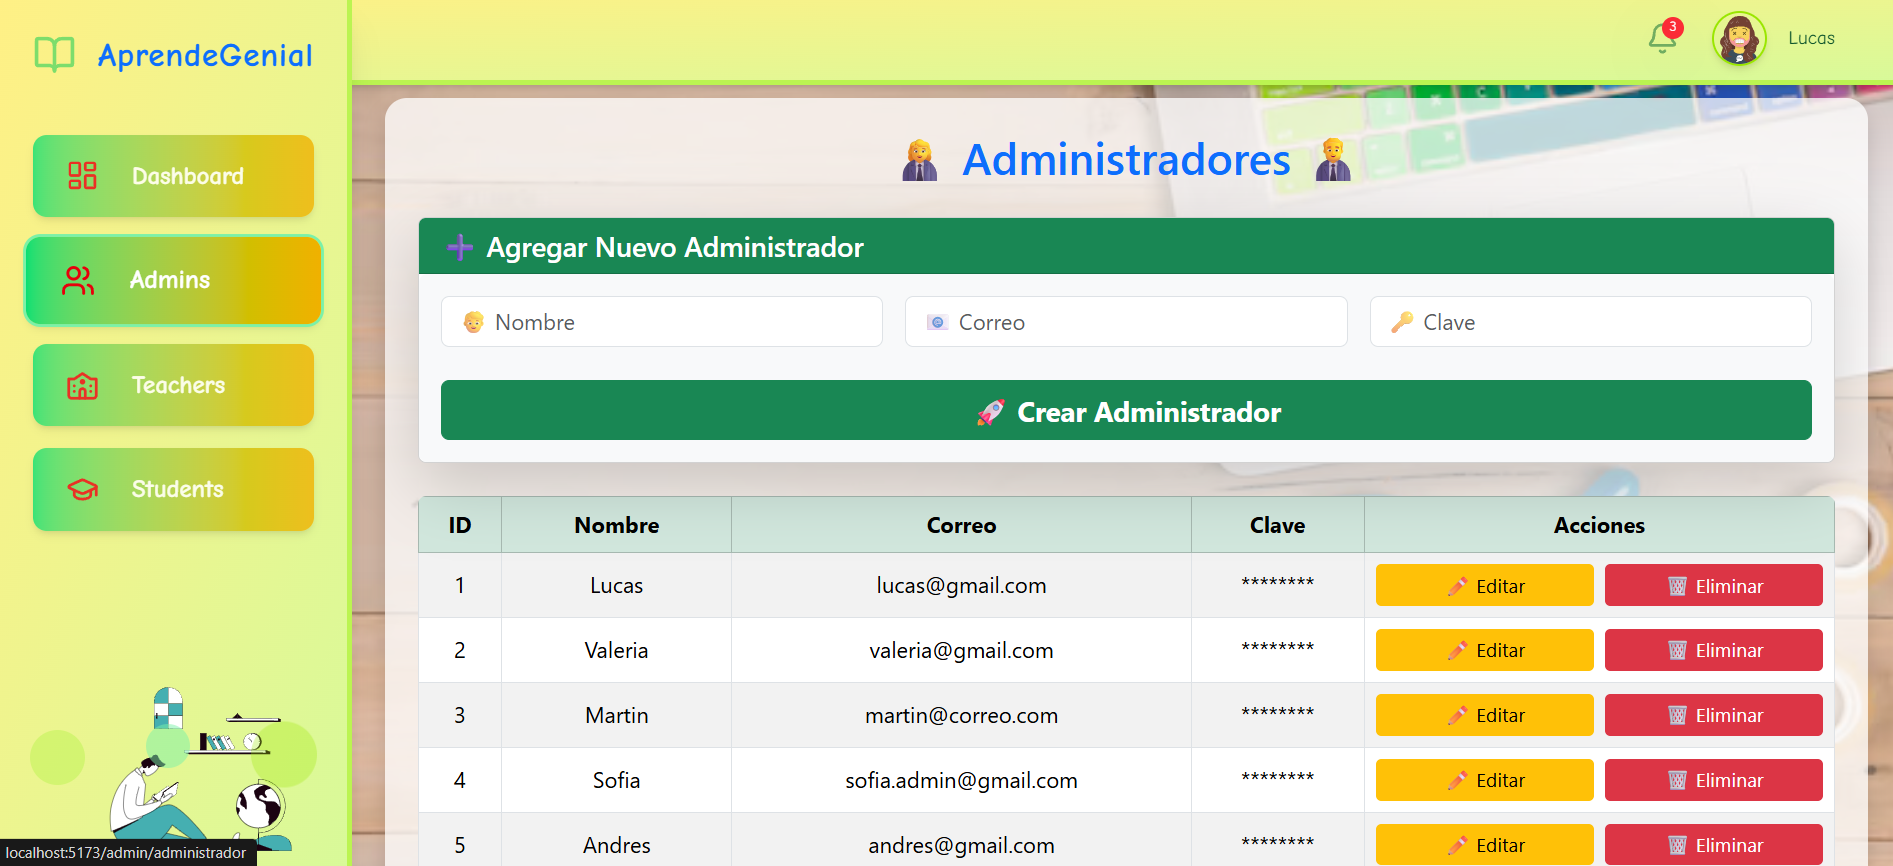 AprendeGenial
3
Lucas
Dashboard
Admins
Teachers
Students
Administradores
Agregar Nuevo Administrador
Nombre
Correo
Clave
Crear Administrador
ID Nombre Correo Clave Acciones
1 Lucas lucas@gmail.com ******** Editar Eliminar
2 Valeria valeria@gmail.com ******** Editar Eliminar
3 Martin martin@correo.com ******** Editar Eliminar
4 Sofia sofia.admin@gmail.com ******** Editar Eliminar
5 Andres andres@gmail.com ******** Editar Eliminar
localhost:5173/admin/administrador